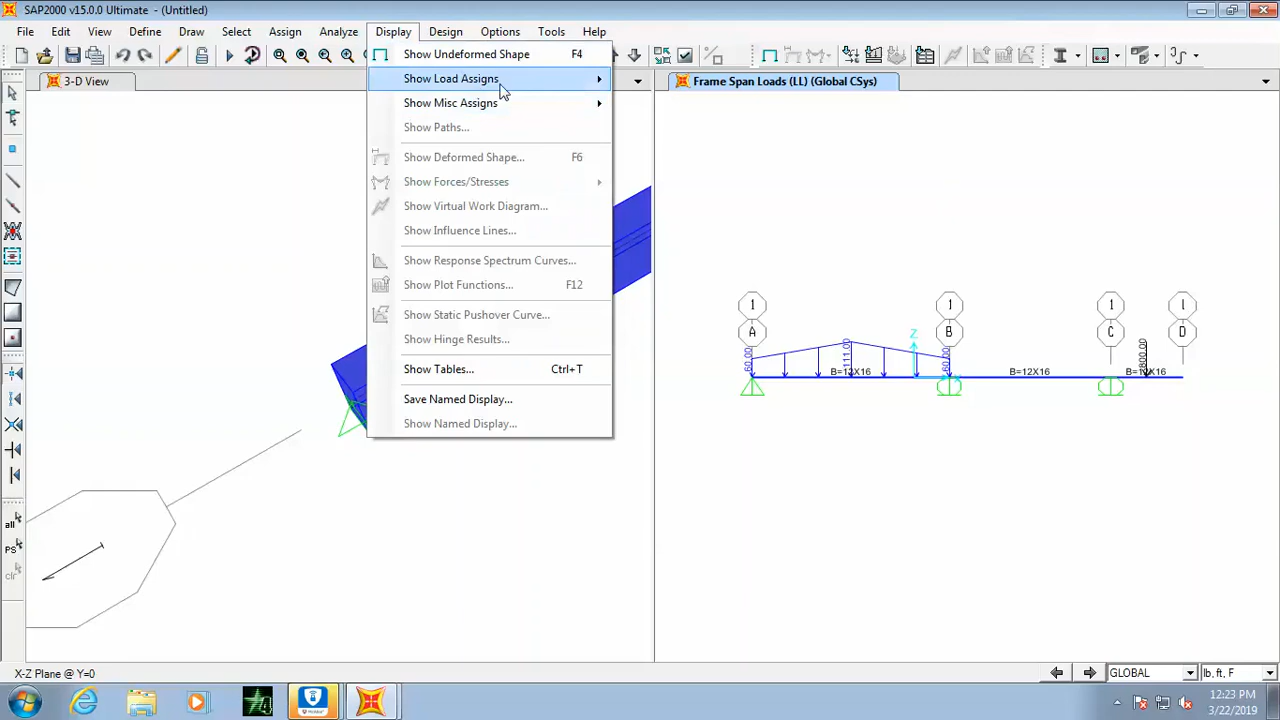 SAP2000 v15.0.0 Ultimate - (Untitled)
File Edit View Define Draw Select Assign Analyze Display Design Options Tools Help
3-D View
Frame Span Loads (LL) (Global CSys)
Show Undeformed Shape F4
Show Load Assigns
Show Misc Assigns
Show Paths...
Show Deformed Shape... F6
Show Forces/Stresses
Show Virtual Work Diagram...
Show Influence Lines...
Show Response Spectrum Curves...
Show Plot Functions... F12
Show Static Pushover Curve...
Show Hinge Results...
Show Tables... Ctrl+T
Save Named Display...
Show Named Display...
1 1 1
A B C D
Z
B=12X16
all
PS
clr
X-Z Plane @ Y=0
GLOBAL
lb, ft, F
12:23 PM
3/22/2019